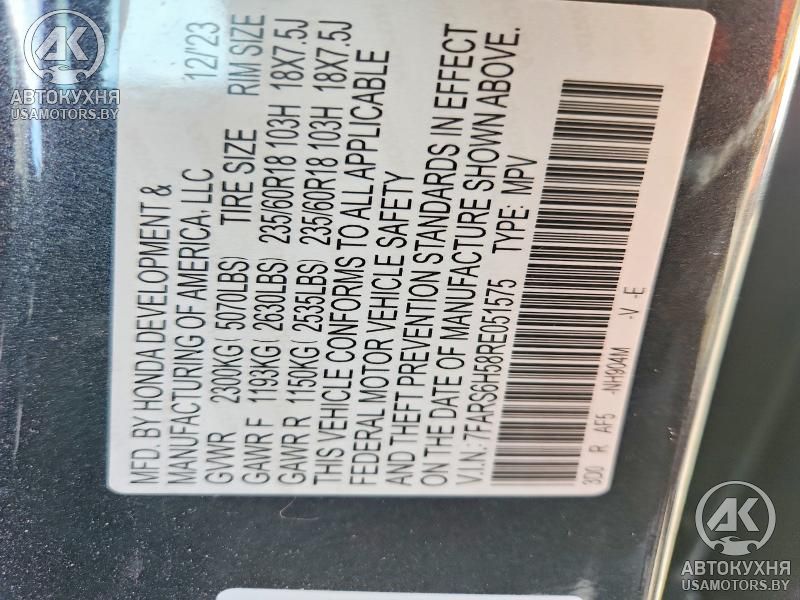 MFD. BY HONDA DEVELOPMENT &
MANUFACTURING OF AMERICA, LLC 12/'23
GVWR 2300KG ( 5070LBS) TIRE SIZE RIM SIZE
GAWR F 1193KG ( 2630LBS) 235/60R18 103H 18X7.5J
GAWR R 1150KG ( 2535LBS) 235/60R18 103H 18X7.5J
THIS VEHICLE CONFORMS TO ALL APPLICABLE
FEDERAL MOTOR VEHICLE SAFETY
AND THEFT PREVENTION STANDARDS IN EFFECT
ON THE DATE OF MANUFACTURE SHOWN ABOVE.
V.I.N.: 7FARS6H58RE051575 TYPE: MPV
3D0 R AF5 -NH904M -V -E
АК
АВТОКУХНЯ
USAMOTORS.BY
АК
АВТОКУХНЯ
USAMOTORS.BY